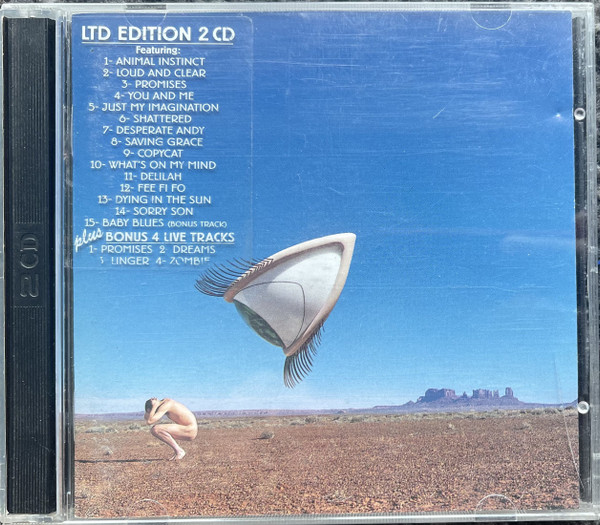 LTD EDITION 2 CD
Featuring:
1- ANIMAL INSTINCT
2- LOUD AND CLEAR
3- PROMISES
4- YOU AND ME
5- JUST MY IMAGINATION
6- SHATTERED
7- DESPERATE ANDY
8- SAVING GRACE
9- COPYCAT
10- WHAT'S ON MY MIND
11- DELILAH
12- FEE FI FO
13- DYING IN THE SUN
14- SORRY SON
15- BABY BLUES (BONUS TRACK)
plus BONUS 4 LIVE TRACKS
1- PROMISES 2- DREAMS
3- LINGER 4- ZOMBIE
2 CD